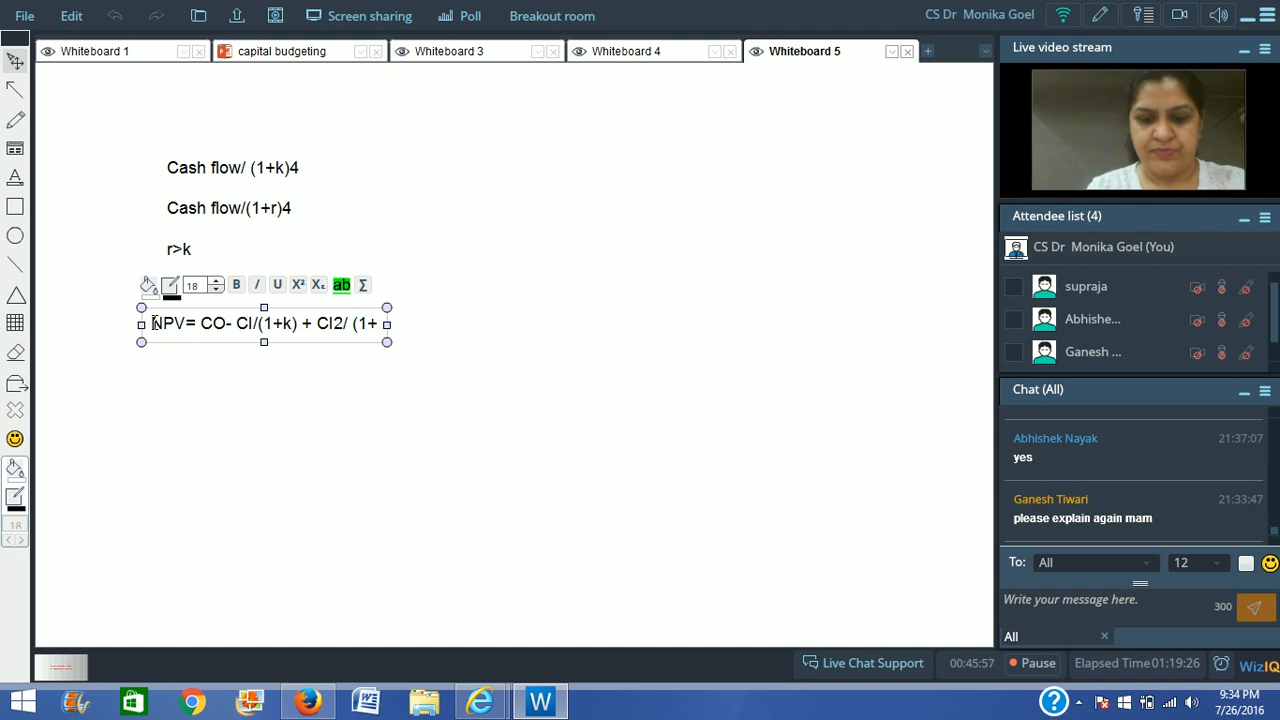 File Edit Screen sharing Poll Breakout room CS Dr Monika Goel
Whiteboard 1 capital budgeting Whiteboard 3 Whiteboard 4 Whiteboard 5
Live video stream
Cash flow/ (1+k)4
Cash flow/(1+r)4
r>k
18 B I U X² X₂ ab Σ
NPV= CO- CI/(1+k) + CI2/ (1+
Attendee list (4)
CS Dr Monika Goel (You)
supraja
Abhishe...
Ganesh ...
Chat (All)
Abhishek Nayak 21:37:07
yes
Ganesh Tiwari 21:33:47
please explain again mam
18
To: All 12
Write your message here. 300
All
Live Chat Support 00:45:57 Pause Elapsed Time 01:19:26 WizIQ
9:34 PM
7/26/2016